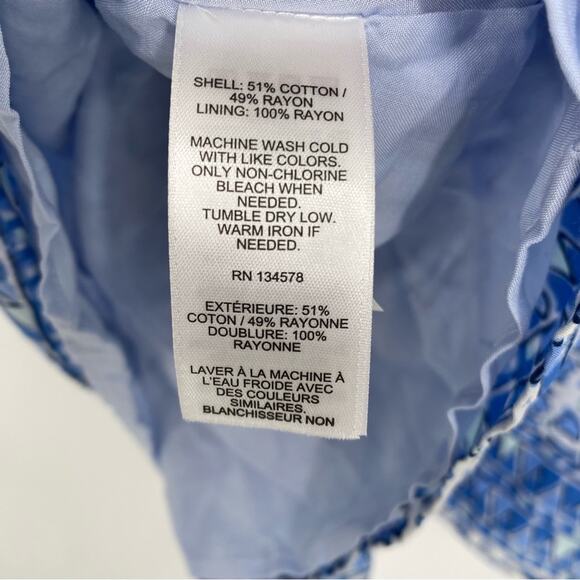 SHELL: 51% COTTON /
49% RAYON
LINING: 100% RAYON
MACHINE WASH COLD
WITH LIKE COLORS.
ONLY NON-CHLORINE
BLEACH WHEN
NEEDED.
TUMBLE DRY LOW.
WARM IRON IF
NEEDED.
RN 134578
EXTÉRIEURE: 51%
COTON / 49% RAYONNE
DOUBLURE: 100%
RAYONNE
LAVER À LA MACHINE À
L'EAU FROIDE AVEC
DES COULEURS
SIMILAIRES.
BLANCHISSEUR NON